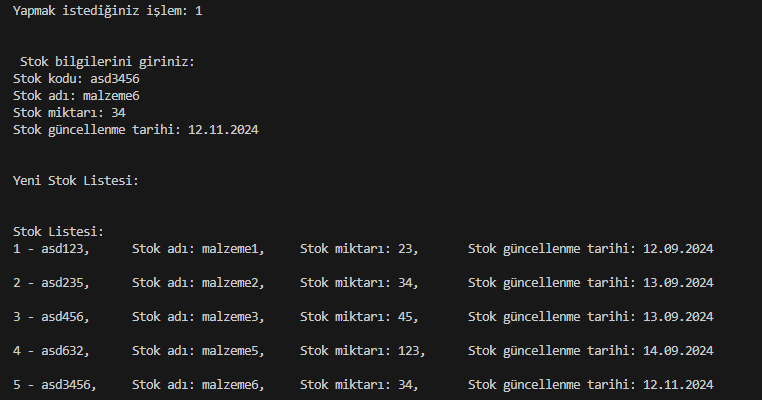 Yapmak istediğiniz işlem: 1
Stok bilgilerini giriniz:
Stok kodu: asd3456
Stok adı: malzeme6
Stok miktarı: 34
Stok güncellenme tarihi: 12.11.2024
Yeni Stok Listesi:
Stok Listesi:
1 - asd123, Stok adı: malzeme1, Stok miktarı: 23, Stok güncellenme tarihi: 12.09.2024
2 - asd235, Stok adı: malzeme2, Stok miktarı: 34, Stok güncellenme tarihi: 13.09.2024
3 - asd456, Stok adı: malzeme3, Stok miktarı: 45, Stok güncellenme tarihi: 13.09.2024
4 - asd632, Stok adı: malzeme5, Stok miktarı: 123, Stok güncellenme tarihi: 14.09.2024
5 - asd3456, Stok adı: malzeme6, Stok miktarı: 34, Stok güncellenme tarihi: 12.11.2024